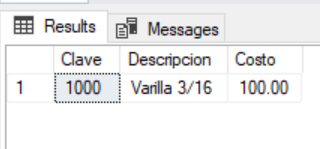 Results Messages
Clave Descripcion Costo
1 1000 Varilla 3/16 100.00